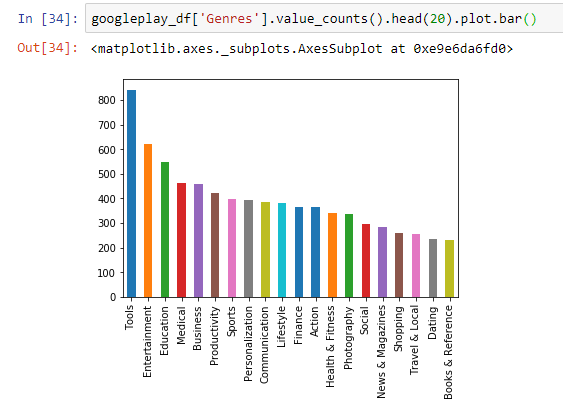 In [34]: googleplay_df['Genres'].value_counts().head(20).plot.bar()
Out[34]: <matplotlib.axes._subplots.AxesSubplot at 0xe9e6da6fd0>
800
700
600
500
400
300
200
100
0
Tools
Entertainment
Education
Medical
Business
Productivity
Sports
Personalization
Communication
Lifestyle
Finance
Action
Health & Fitness
Photography
Social
News & Magazines
Shopping
Travel & Local
Dating
Books & Reference